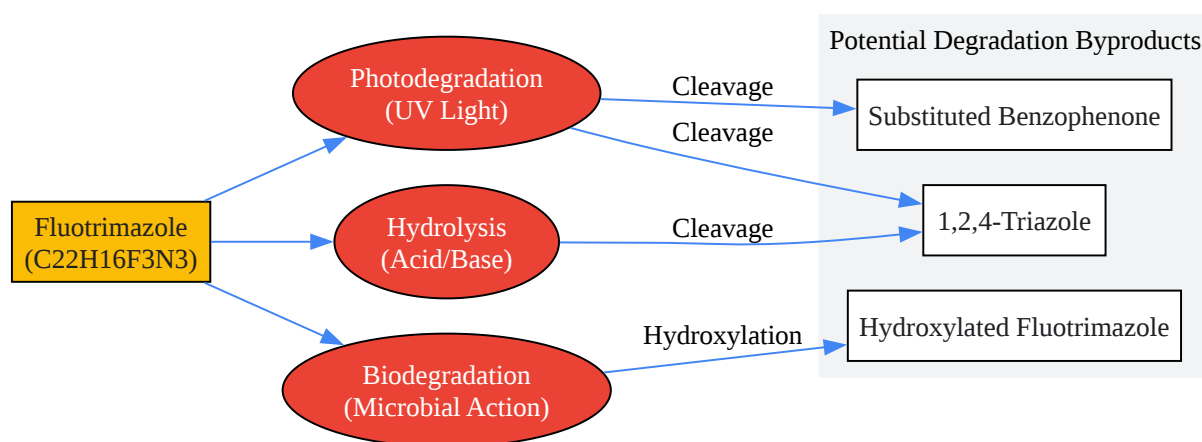 Potential Degradation Byproducts
Photodegradation
(UV Light)
Cleavage
Substituted Benzophenone
Cleavage
Fluotrimazole
(C22H16F3N3)
Hydrolysis
(Acid/Base)
Cleavage
1,2,4-Triazole
Biodegradation
(Microbial Action)
Hydroxylation
Hydroxylated Fluotrimazole